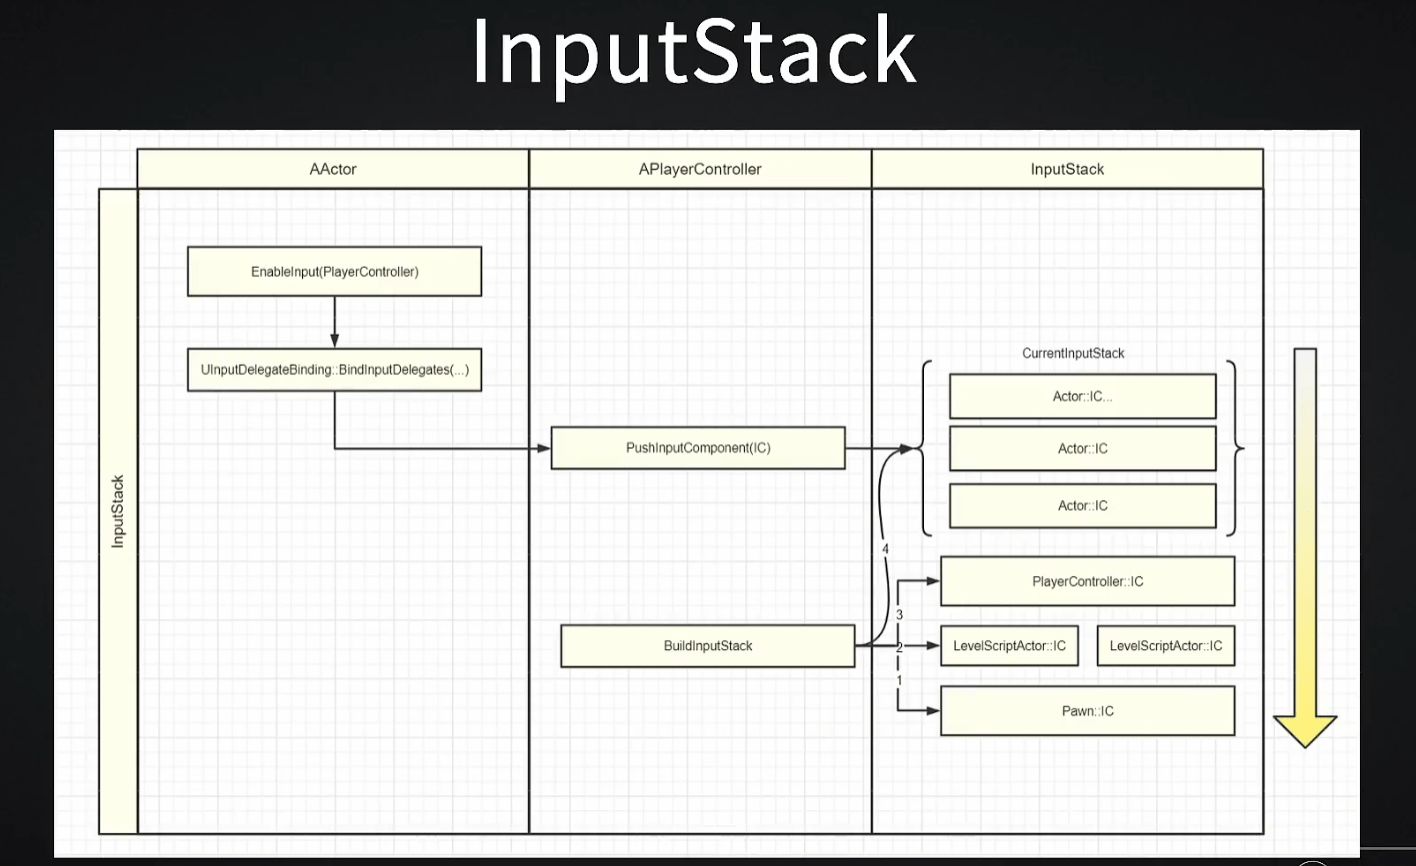 InputStack
AActor
APlayerController
InputStack
InputStack
EnableInput(PlayerController)
UInputDelegateBinding::BindInputDelegates(...)
PushInputComponent(IC)
BuildInputStack
CurrentInputStack
Actor::IC...
Actor::IC
Actor::IC
4
3
2
1
PlayerController::IC
LevelScriptActor::IC
LevelScriptActor::IC
Pawn::IC